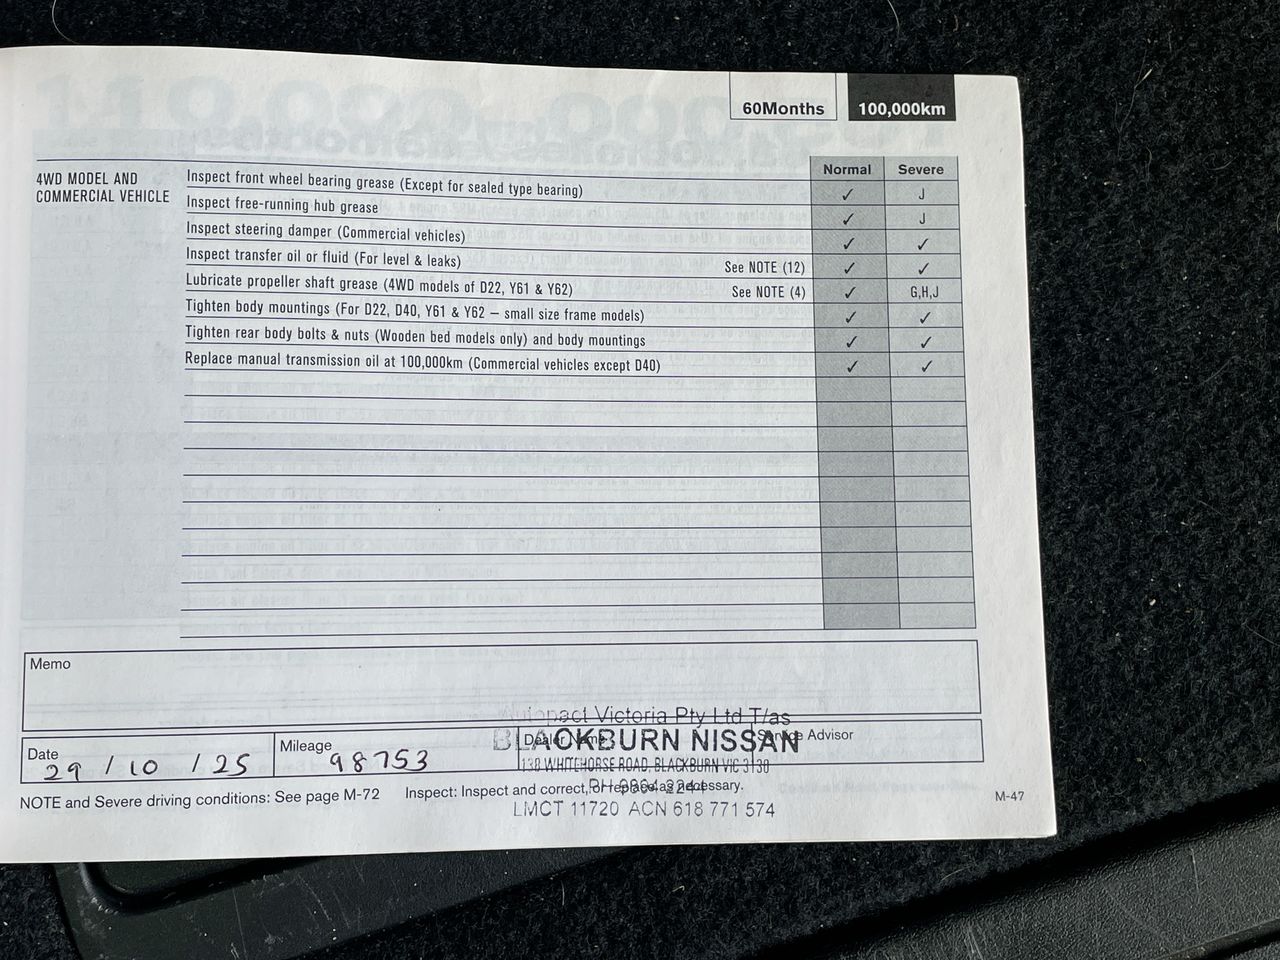 60Months 100,000km
Normal Severe
4WD MODEL AND
COMMERCIAL VEHICLE
Inspect front wheel bearing grease (Except for sealed type bearing) ✓ J
Inspect free-running hub grease ✓ J
Inspect steering damper (Commercial vehicles) ✓ ✓
Inspect transfer oil or fluid (For level & leaks) See NOTE (12) ✓ ✓
Lubricate propeller shaft grease (4WD models of D22, Y61 & Y62) See NOTE (4) ✓ G,H,J
Tighten body mountings (For D22, D40, Y61 & Y62 – small size frame models) ✓ ✓
Tighten rear body bolts & nuts (Wooden bed models only) and body mountings ✓ ✓
Replace manual transmission oil at 100,000km (Commercial vehicles except D40) ✓ ✓
Memo
Autopact Victoria Pty Ltd T/as
BLACKBURN NISSAN
138 WHITEHORSE ROAD, BLACKBURN VIC 3130
LMCT 11720 ACN 618 771 574
Date 29 / 10 / 25
Mileage 98753
Dealer Name
Service Advisor
NOTE and Severe driving conditions: See page M-72 Inspect: Inspect and correct, or replace as necessary.
M-47